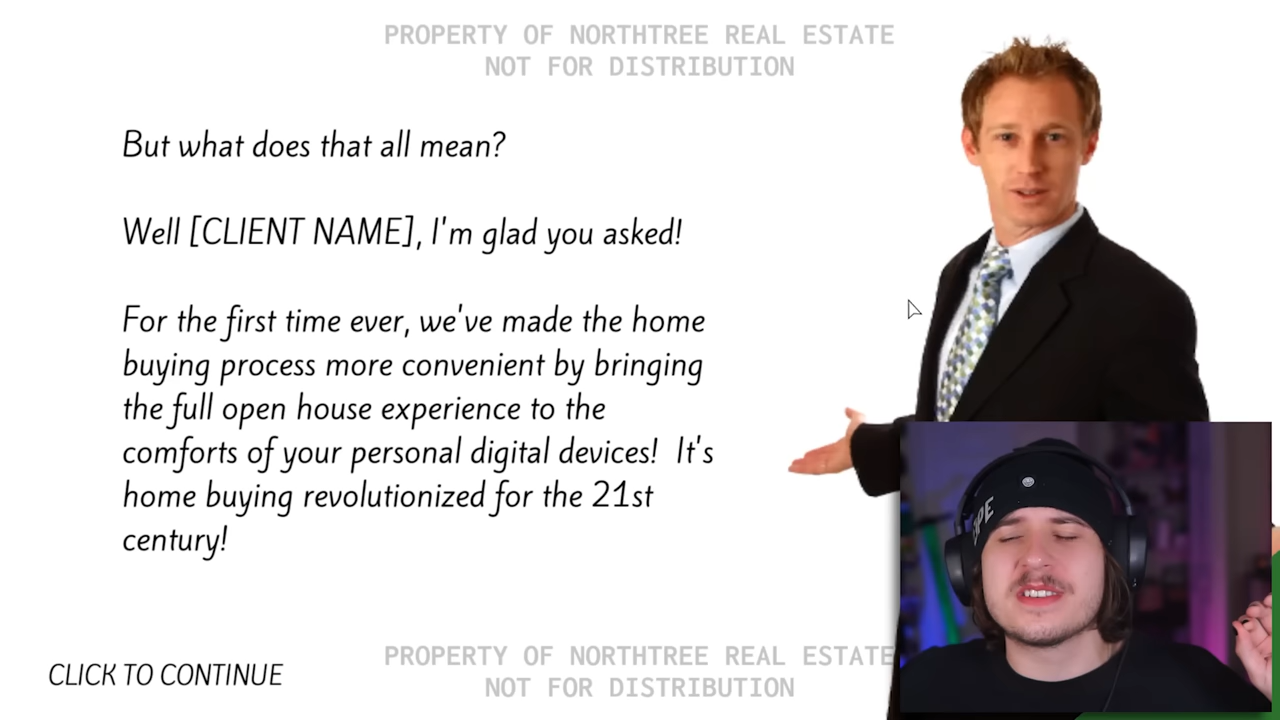 PROPERTY OF NORTHTREE REAL ESTATE
NOT FOR DISTRIBUTION
But what does that all mean?
Well [CLIENT NAME], I'm glad you asked!
For the first time ever, we've made the home
buying process more convenient by bringing
the full open house experience to the
comforts of your personal digital devices!  It's
home buying revolutionized for the 21st
century!
CLICK TO CONTINUE
PROPERTY OF NORTHTREE REAL ESTATE
NOT FOR DISTRIBUTION